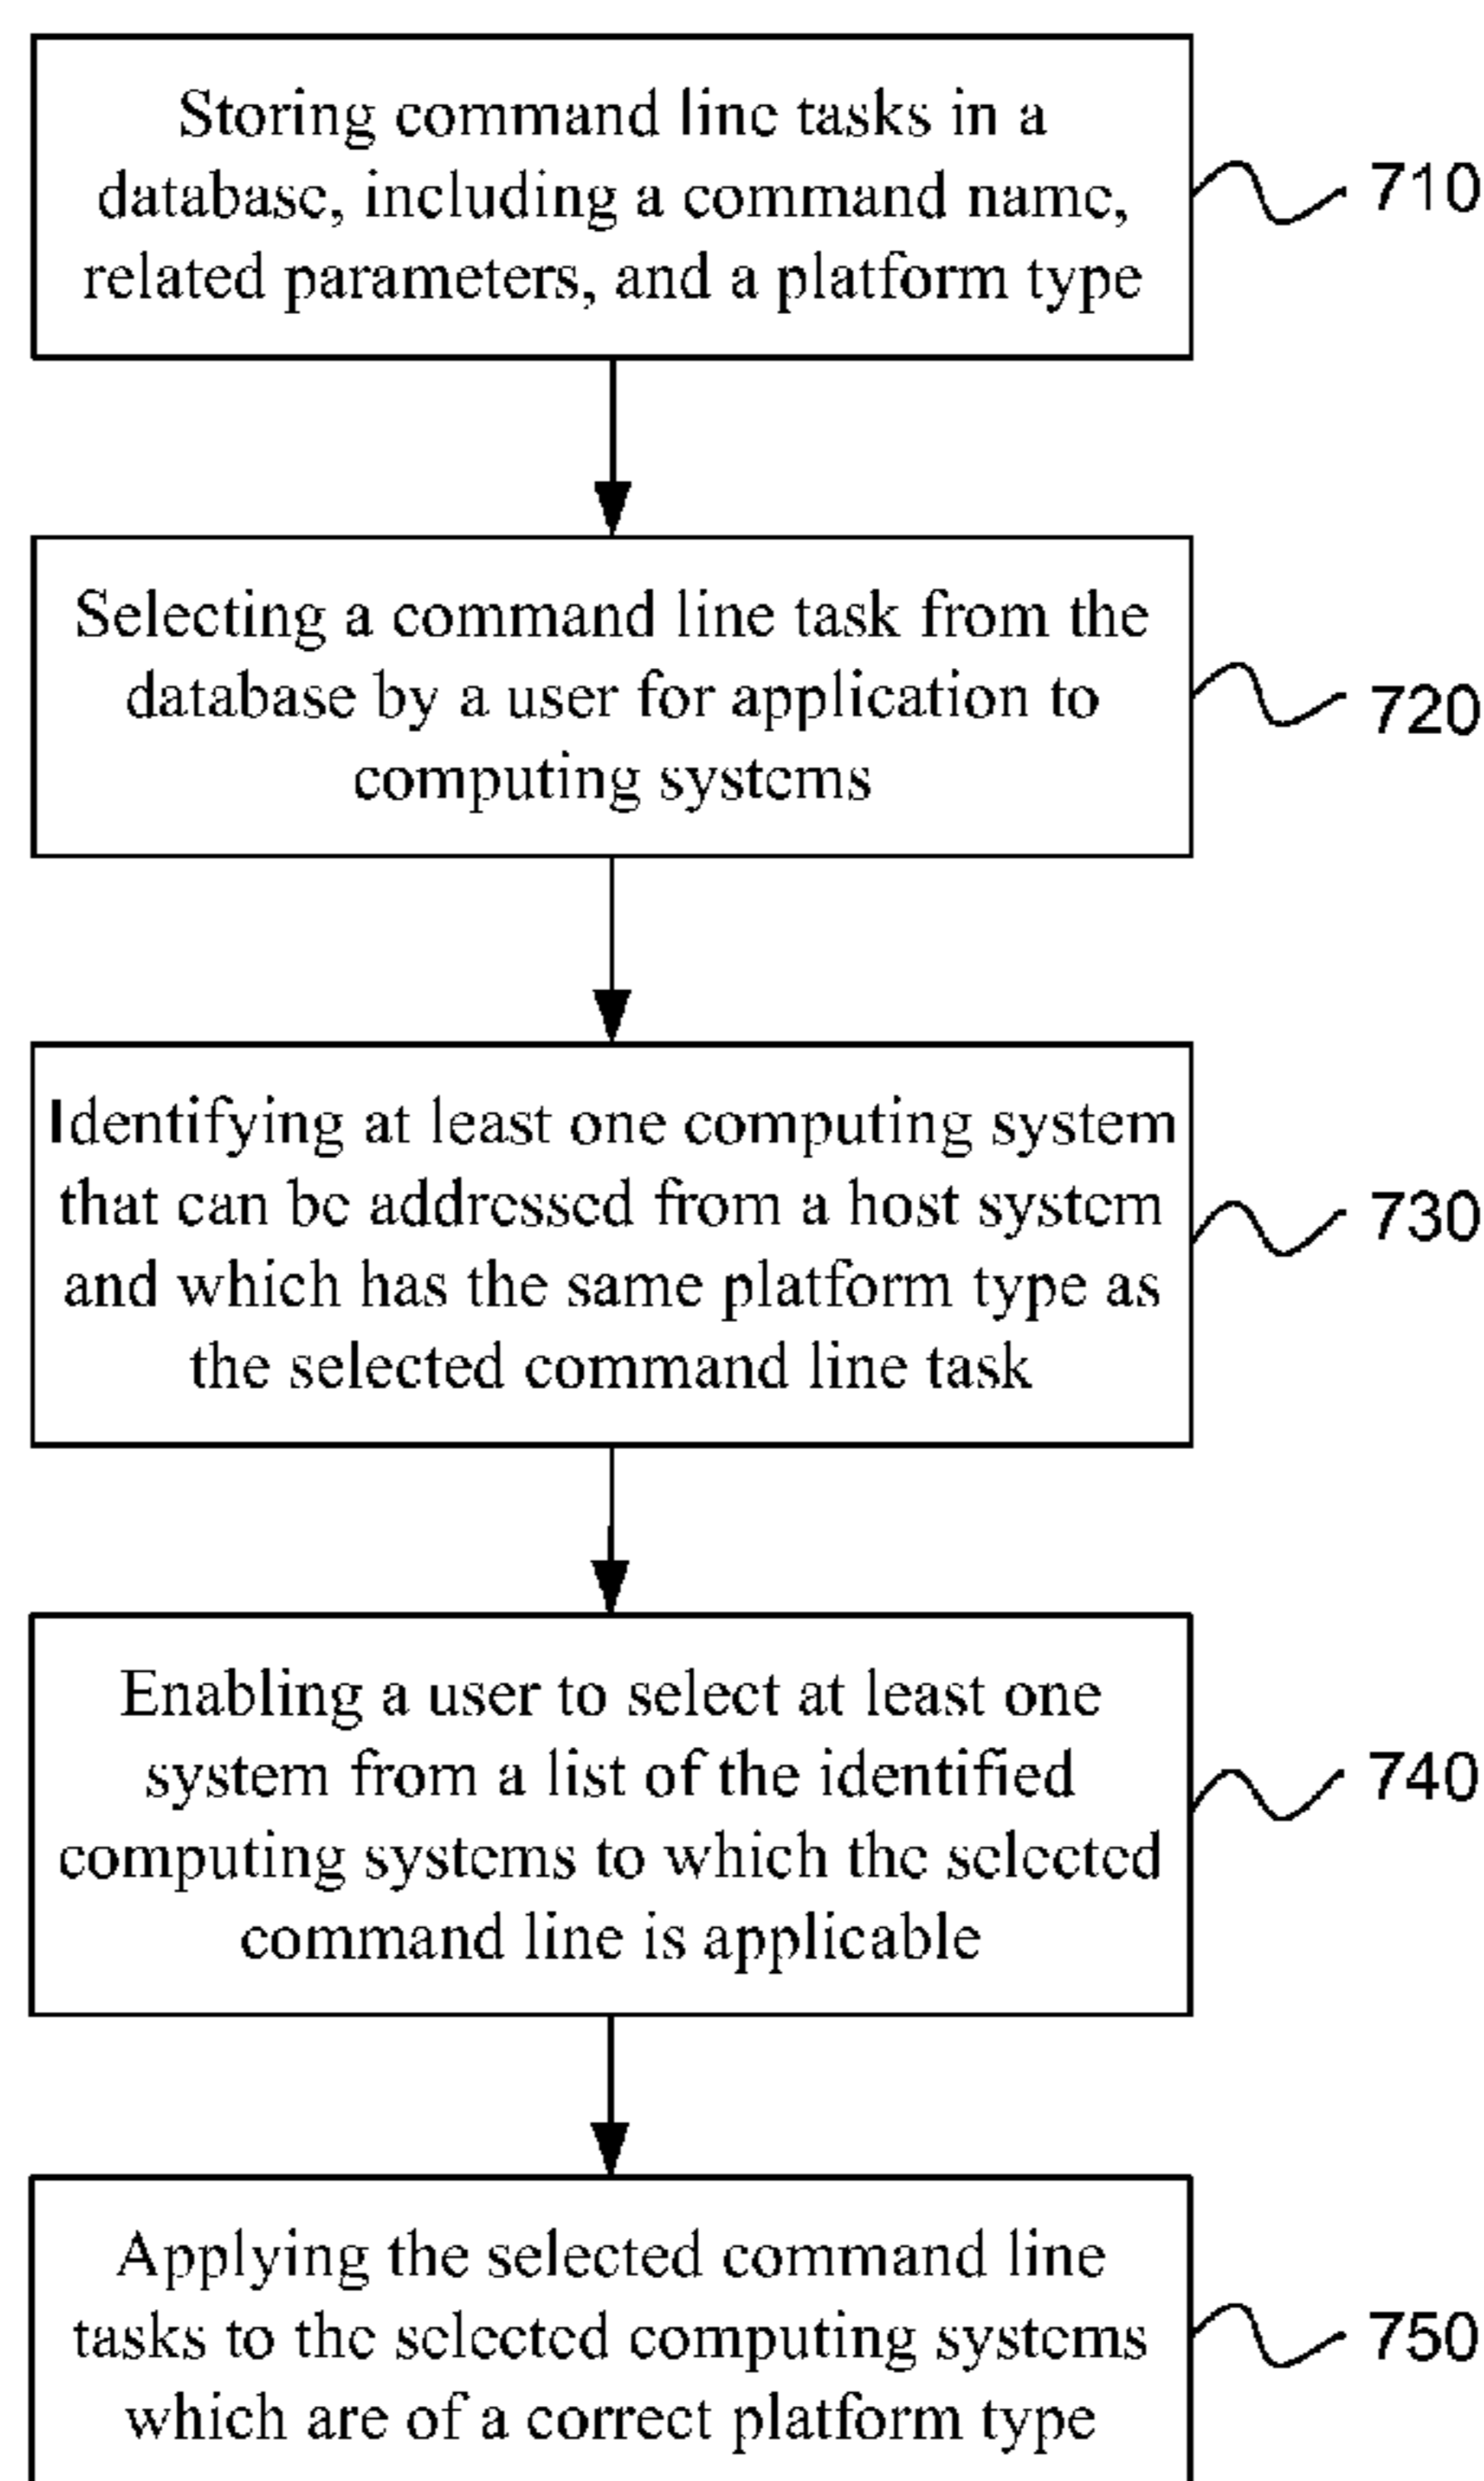 Storing command line tasks in a
database, including a command name,
related parameters, and a platform type
710
Selecting a command line task from the
database by a user for application to
computing systems
720
Identifying at least one computing system
that can be addressed from a host system
and which has the same platform type as
the selected command line task
730
Enabling a user to select at least one
system from a list of the identified
computing systems to which the selected
command line is applicable
740
Applying the selected command line
tasks to the selected computing systems
which are of a correct platform type
750